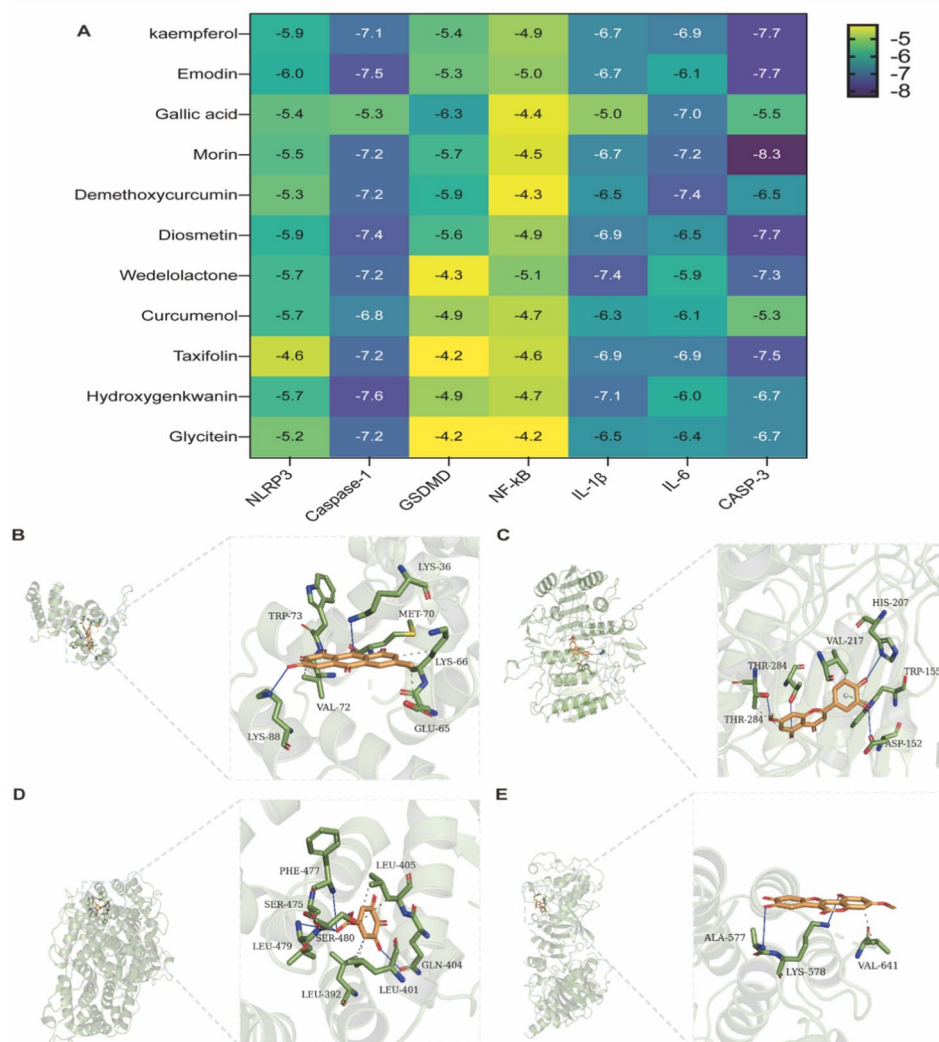 A
kaempferol -5.9 -7.1 -5.4 -4.9 -6.7 -6.9 -7.7
Emodin -6.0 -7.5 -5.3 -5.0 -6.7 -6.1 -7.7
Gallic acid -5.4 -5.3 -6.3 -4.4 -5.0 -7.0 -5.5
Morin -5.5 -7.2 -5.7 -4.5 -6.7 -7.2 -8.3
Demethoxycurcumin -5.3 -7.2 -5.9 -4.3 -6.5 -7.4 -6.5
Diosmetin -5.9 -7.4 -5.6 -4.9 -6.9 -6.5 -7.7
Wedelolactone -5.7 -7.2 -4.3 -5.1 -7.4 -5.9 -7.3
Curcumenol -5.7 -6.8 -4.9 -4.7 -6.3 -6.1 -5.3
Taxifolin -4.6 -7.2 -4.2 -4.6 -6.9 -6.9 -7.5
Hydroxygenkwanin -5.7 -7.6 -4.9 -4.7 -7.1 -6.0 -6.7
Glycitein -5.2 -7.2 -4.2 -4.2 -6.5 -6.4 -6.7
NLRP3 Caspase-1 GSDMD NF-kB IL-1β IL-6 CASP-3
-5
-6
-7
-8
B
LYS-36
TRP-73
MET-70
LYS-66
VAL-72
GLU-65
LYS-88
C
HIS-207
VAL-217
THR-284
TRP-155
THR-284
ASP-152
D
PHE-477
LEU-405
SER-475
SER-480
LEU-479
GLN-404
LEU-401
LEU-392
E
ALA-577
LYS-578
VAL-641